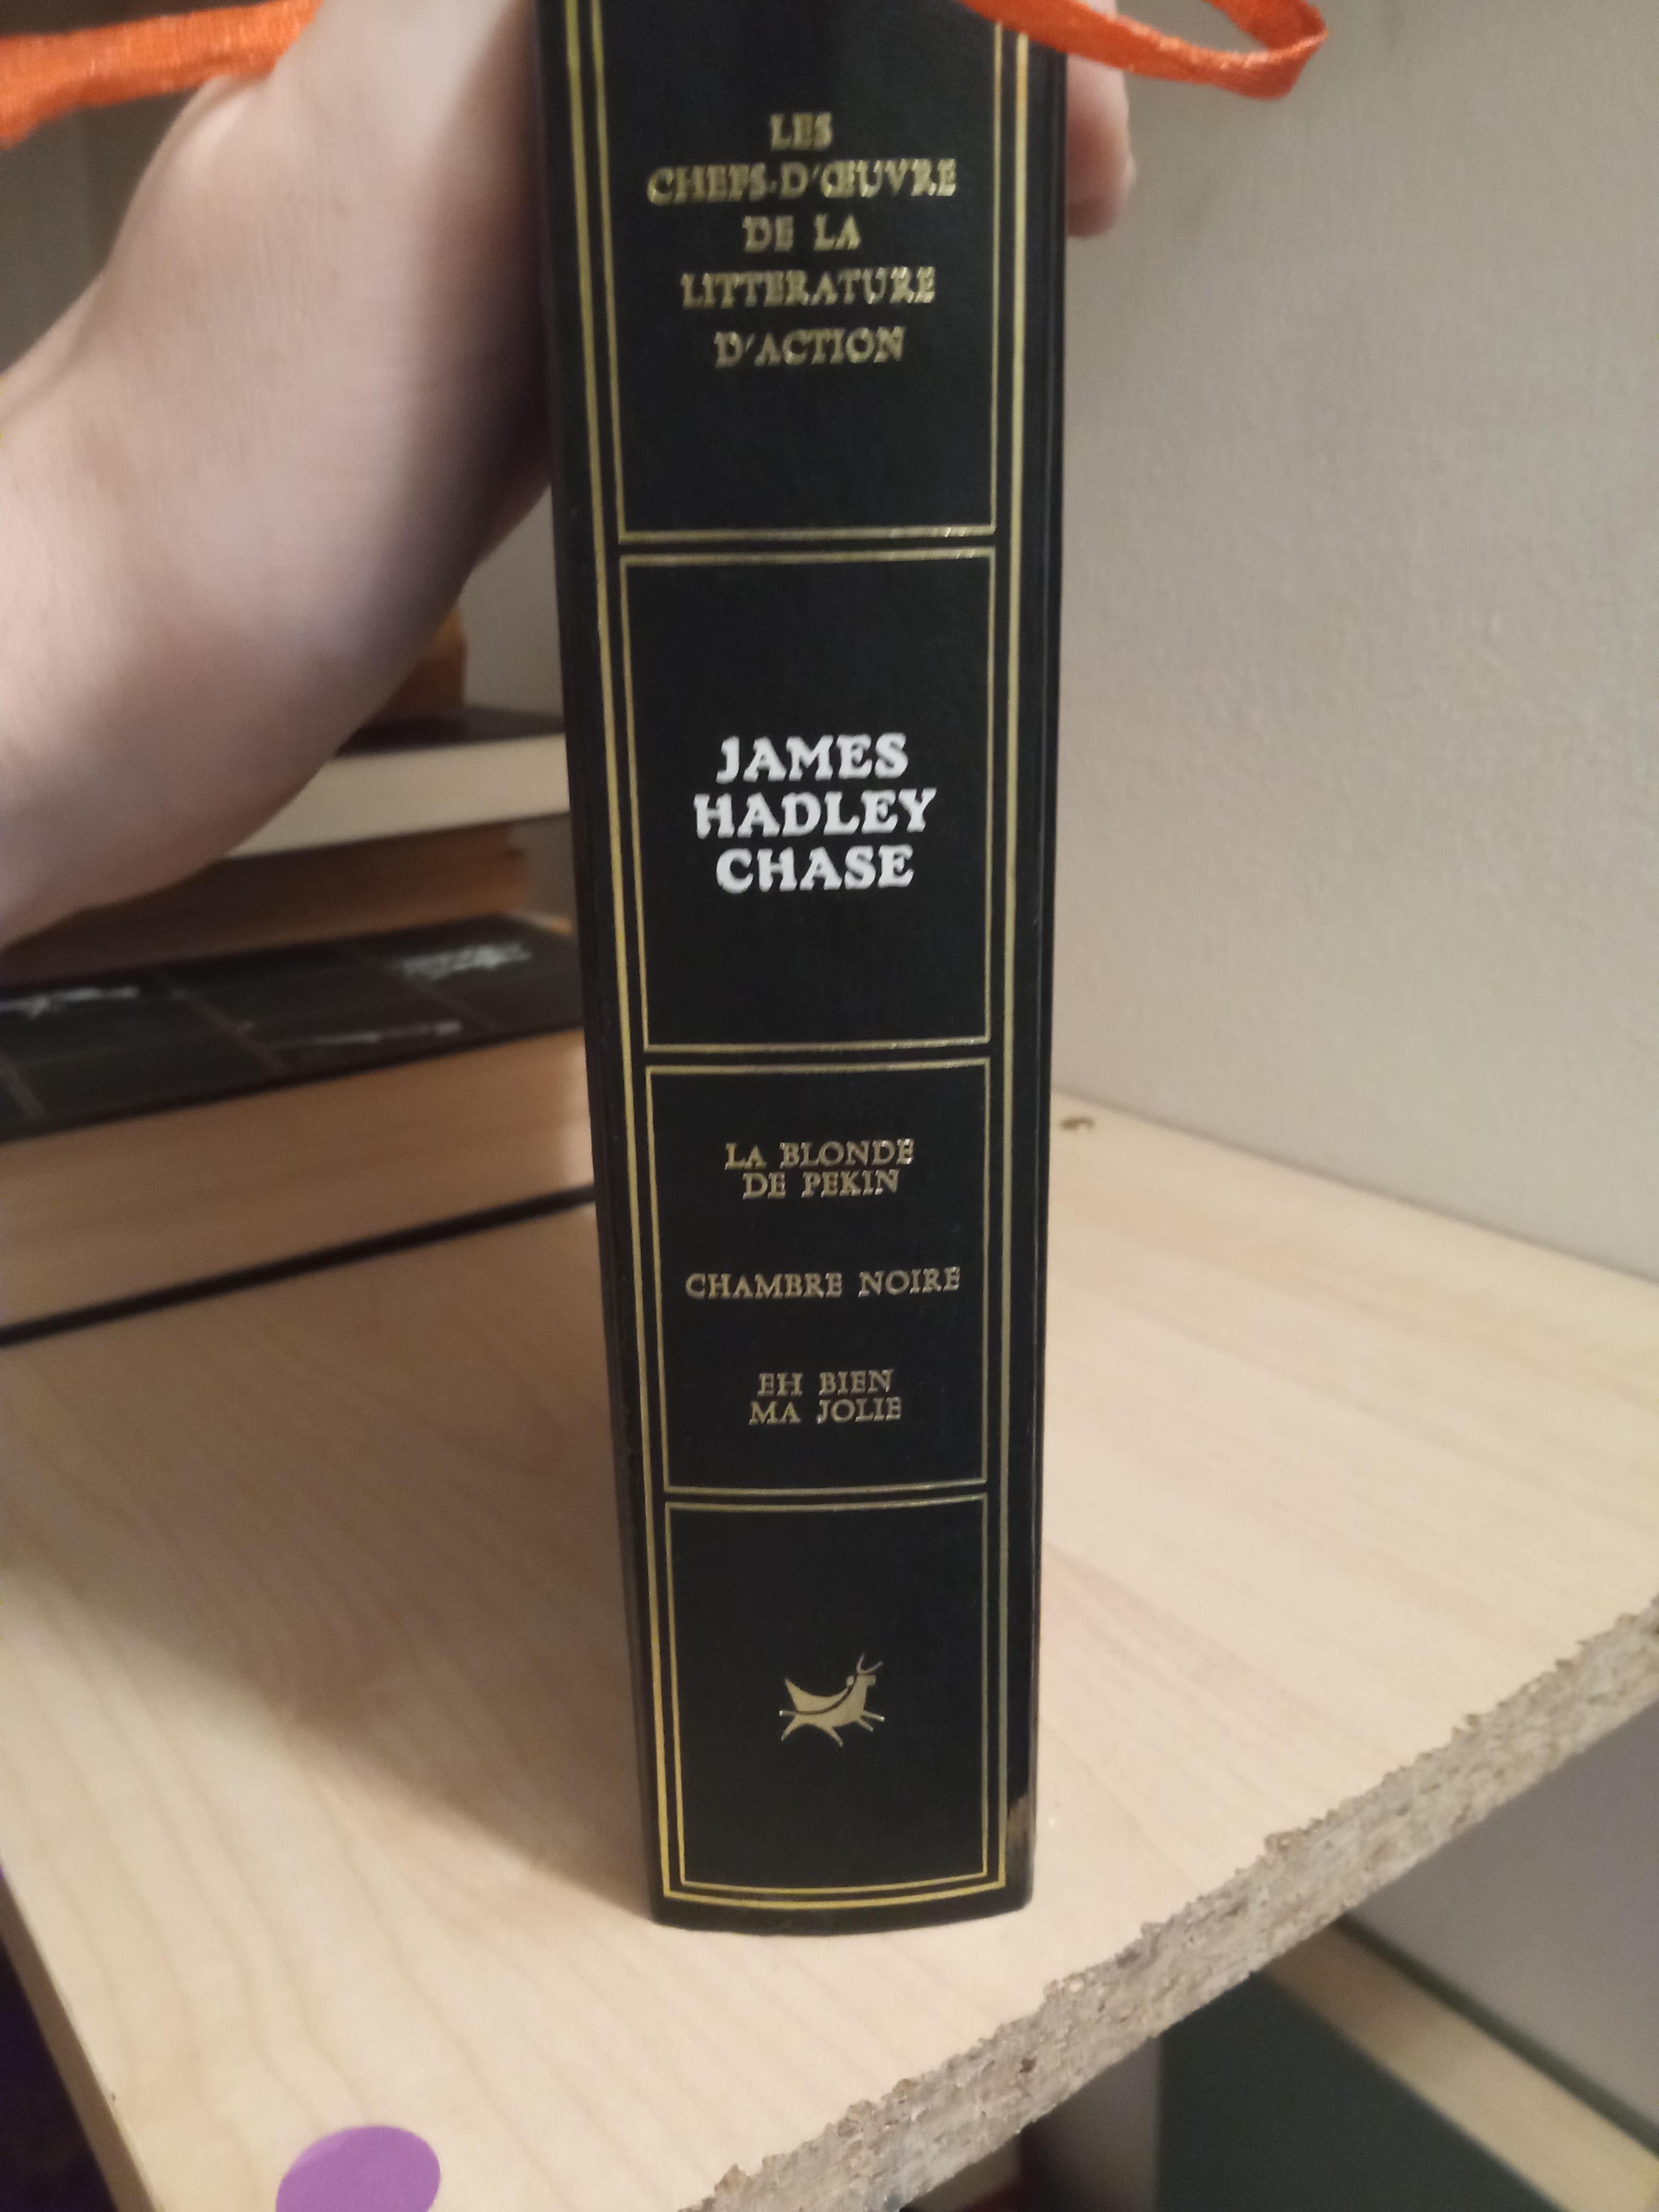 LES
CHEFS-D'ŒUVRE
DE LA
LITTERATURE
D'ACTION
JAMES
HADLEY
CHASE
LA BLONDE
DE PEKIN
CHAMBRE NOIRE
EH BIEN
MA JOLIE